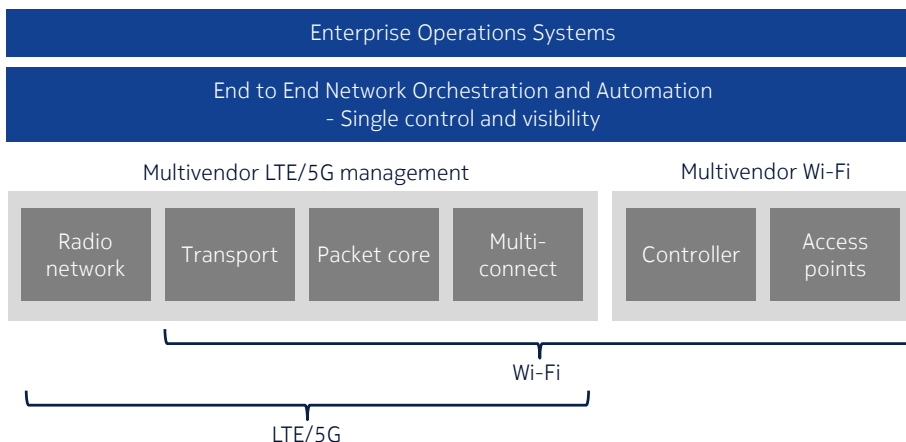 Enterprise Operations Systems
End to End Network Orchestration and Automation
- Single control and visibility
Multivendor LTE/5G management
Multivendor Wi-Fi
Radio
network
Transport
Packet core
Multi-
connect
Controller
Access
points
Wi-Fi
LTE/5G